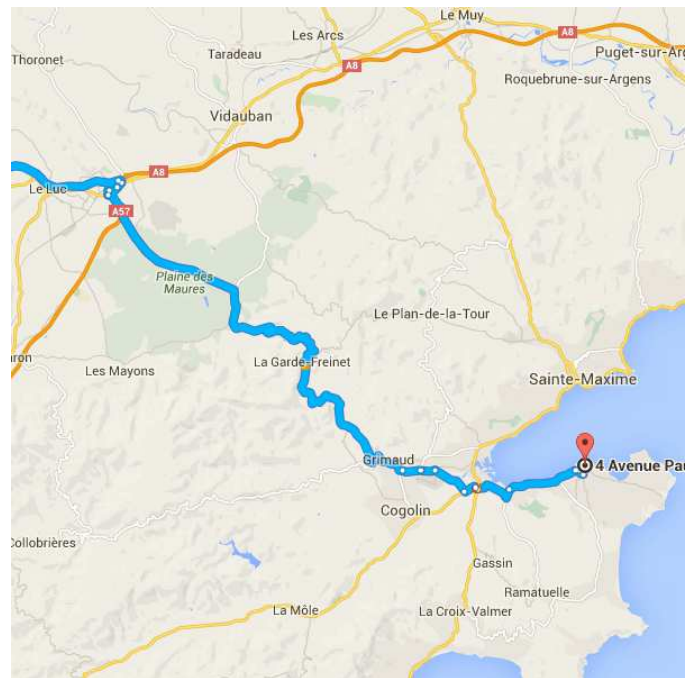 Le Muy
Les Arcs
A8
Taradeau
Puget-sur-Arg
Thoronet
A8
Roquebrune-sur-Argens
Vidauban
A8
Le Luc
A57
Plaine des
Maures
Le Plan-de-la-Tour
La Garde-Freinet
aron
Les Mayons
Sainte-Maxime
Grimaud
4 Avenue Pau
Cogolin
Collobrières
Gassin
Ramatuelle
La Môle
La Croix-Valmer